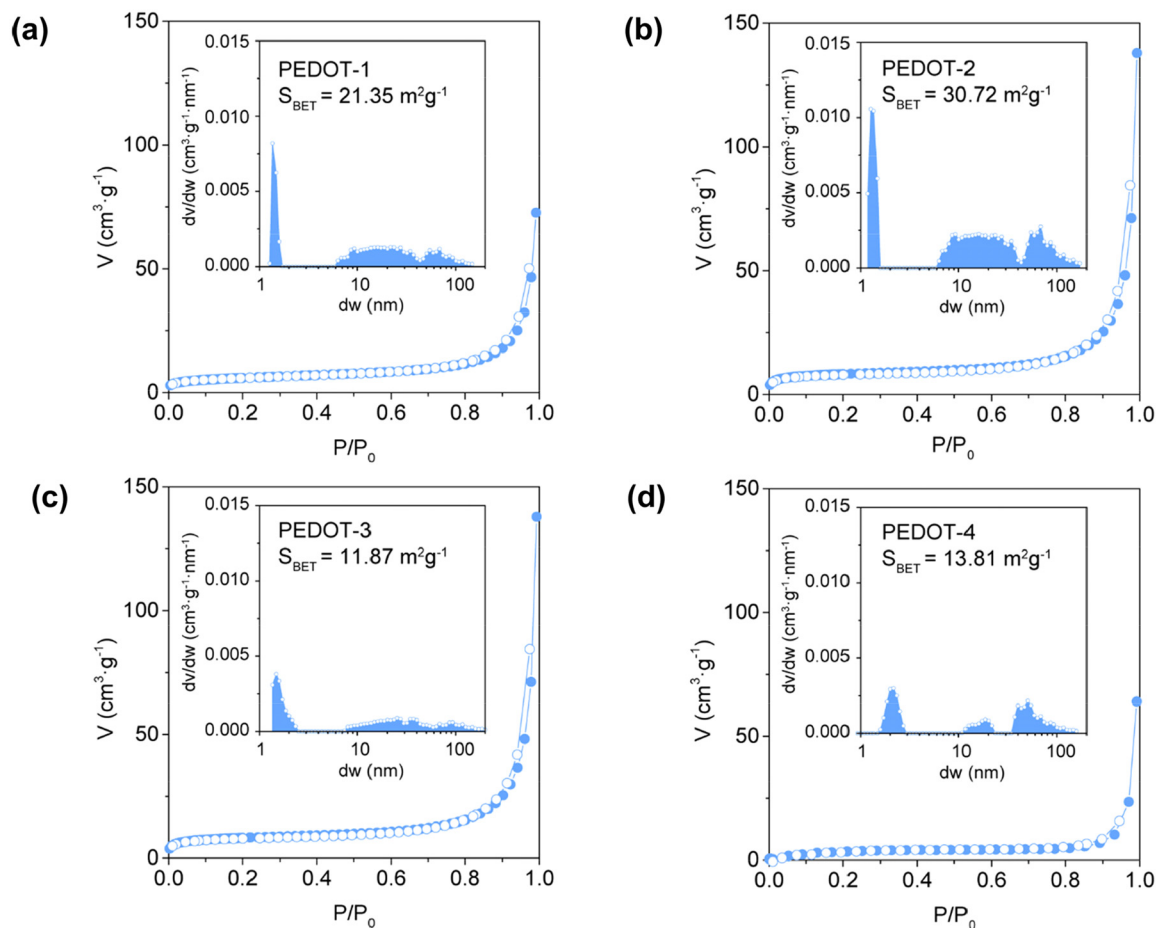 (a)
150
100
50
0
V (cm³·g⁻¹)
0.0 0.2 0.4 0.6 0.8 1.0
P/P₀
0.015
0.010
0.005
0.000
dv/dw (cm³·g⁻¹·nm⁻¹)
PEDOT-1
S_BET = 21.35 m²g⁻¹
1 10 100
dw (nm)
(b)
150
100
50
0
V (cm³·g⁻¹)
0.0 0.2 0.4 0.6 0.8 1.0
P/P₀
0.015
0.010
0.005
0.000
dv/dw (cm³·g⁻¹·nm⁻¹)
PEDOT-2
S_BET = 30.72 m²g⁻¹
1 10 100
dw (nm)
(c)
150
100
50
0
V (cm³·g⁻¹)
0.0 0.2 0.4 0.6 0.8 1.0
P/P₀
0.015
0.010
0.005
0.000
dv/dw (cm³·g⁻¹·nm⁻¹)
PEDOT-3
S_BET = 11.87 m²g⁻¹
1 10 100
dw (nm)
(d)
150
100
50
0
V (cm³·g⁻¹)
0.0 0.2 0.4 0.6 0.8 1.0
P/P₀
0.015
0.010
0.005
0.000
dv/dw (cm³·g⁻¹·nm⁻¹)
PEDOT-4
S_BET = 13.81 m²g⁻¹
1 10 100
dw (nm)